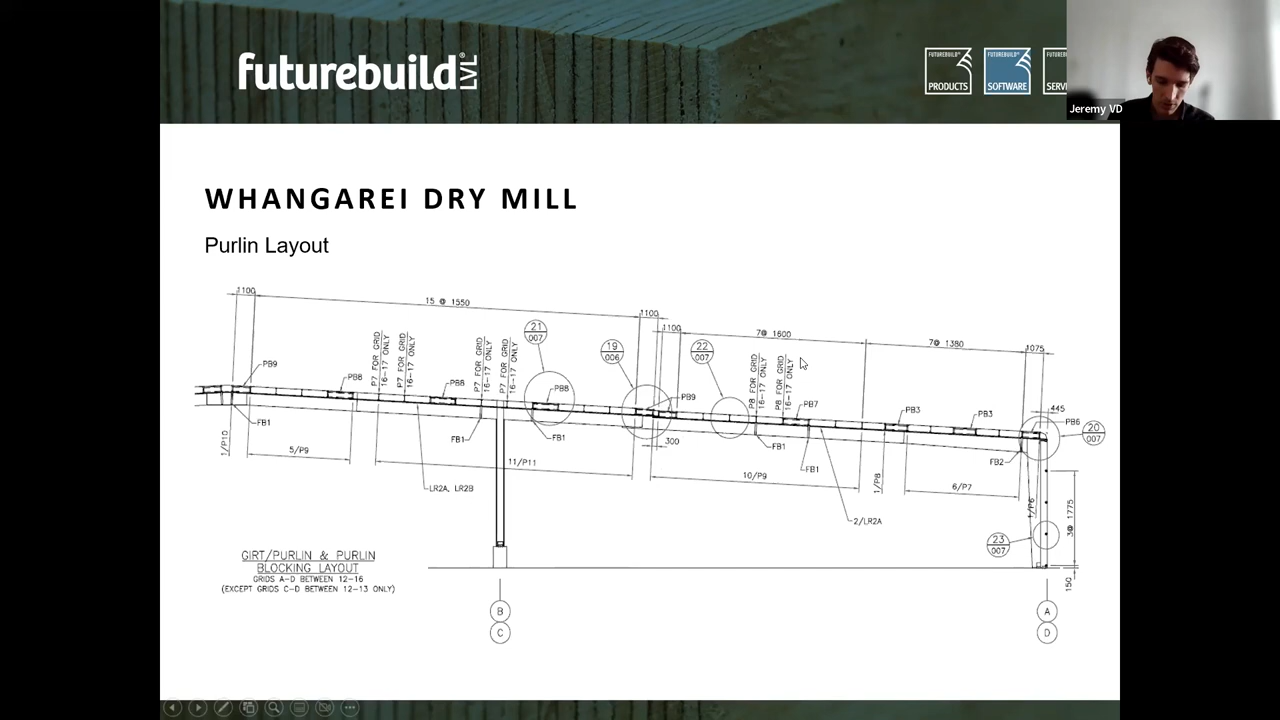 futurebuild LVL®
FUTUREBUILD PRODUCTS
FUTUREBUILD SOFTWARE
FUTUREB SERV
Jeremy VD
WHANGAREI DRY MILL
Purlin Layout
1100
15 @ 1550
1100
1100
7@ 1600
7@ 1380
1075
P7 FOR GRID
16-17 ONLY
P7 FOR GRID
16-17 ONLY
P7 FOR GRID
16-17 ONLY
P7 FOR GRID
16-17 ONLY
21
007
19
006
22
007
P8 FOR GRID
16-17 ONLY
P8 FOR GRID
16-17 ONLY
PB9
PB8
PB8
PB8
PB9
PB7
PB3
PB3
445
PB6
20
007
FB1
FB1
FB1
300
FB1
FB1
FB2
1/P10
5/P9
11/P11
10/P9
1/P8
6/P7
1/P6
LR2A, LR2B
2/LR2A
23
007
3@ 1775
150
GIRT/PURLIN & PURLIN
BLOCKING LAYOUT
GRIDS A-D BETWEEN 12-16
(EXCEPT GRIDS C-D BETWEEN 12-13 ONLY)
B
C
A
D